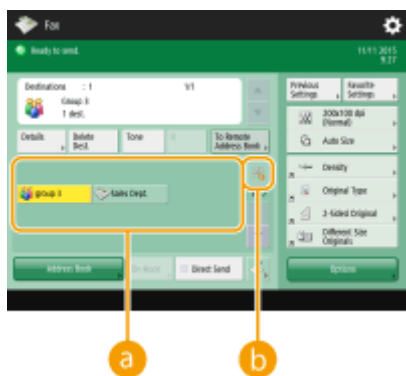 Fax
Ready to send.
11/11 2015
9:27
Destinations : 1
1/1
Group 3
1 dest.
Details
Delete
Dest.
Tone
To Remote
Address Book
Previous
Settings
Favorite
Settings
200x100 dpi
(Normal)
Auto Size
Density
Original Type
2-Sided Original
Different Size
Originals
group 3
Sales Dept.
Address Book
On Hook
Direct Send
Options
a
b